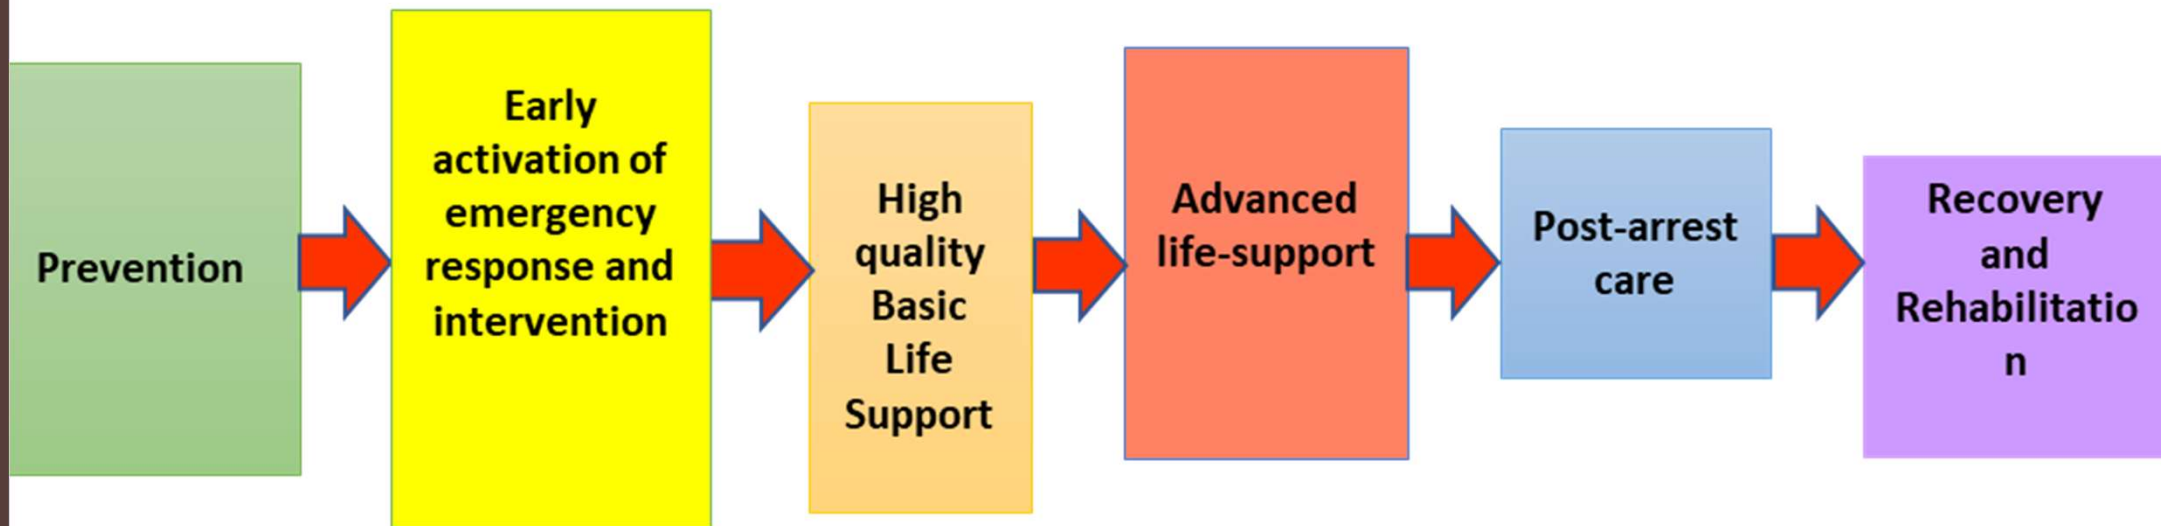 Prevention
Early
activation of
emergency
response and
intervention
High
quality
Basic
Life
Support
Advanced
life-support
Post-arrest
care
Recovery
and
Rehabilitatio
n